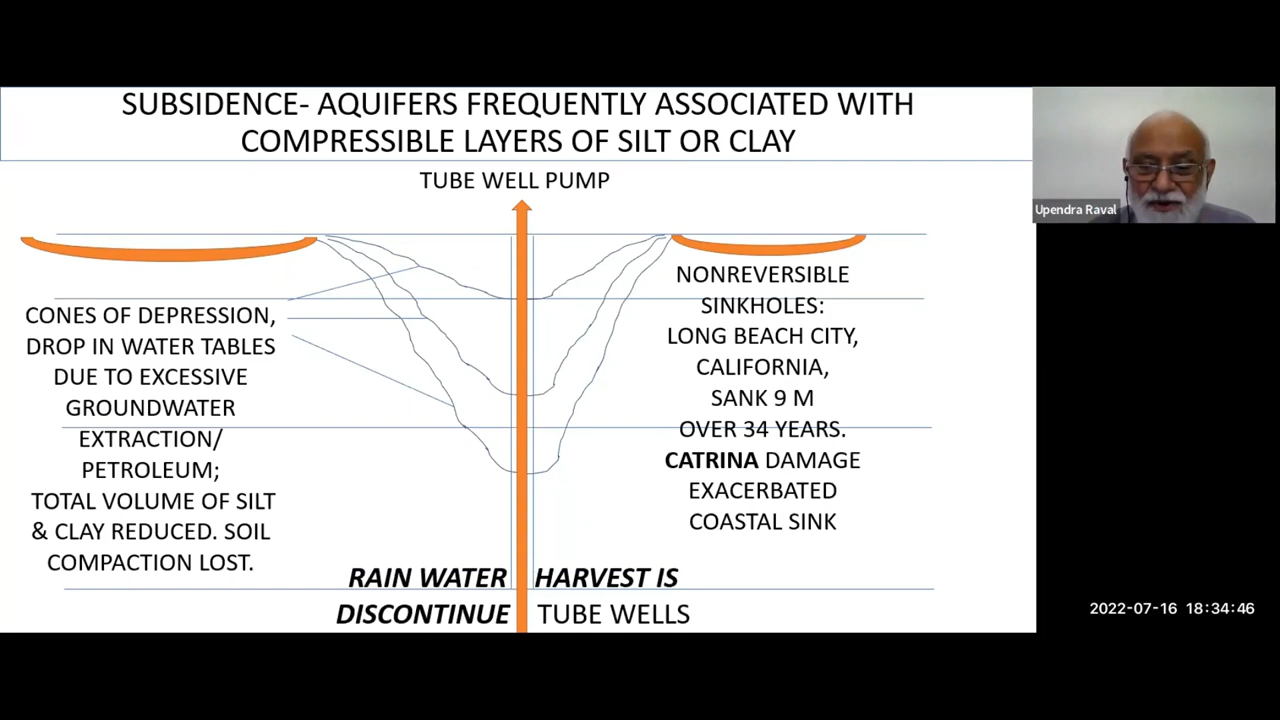 SUBSIDENCE- AQUIFERS FREQUENTLY ASSOCIATED WITH
COMPRESSIBLE LAYERS OF SILT OR CLAY
TUBE WELL PUMP
CONES OF DEPRESSION,
DROP IN WATER TABLES
DUE TO EXCESSIVE
GROUNDWATER
EXTRACTION/
PETROLEUM;
TOTAL VOLUME OF SILT
& CLAY REDUCED. SOIL
COMPACTION LOST.
NONREVERSIBLE
SINKHOLES:
LONG BEACH CITY,
CALIFORNIA,
SANK 9 M
OVER 34 YEARS.
CATRINA DAMAGE
EXACERBATED
COASTAL SINK
RAIN WATER HARVEST IS
DISCONTINUE TUBE WELLS
Upendra Raval
2022-07-16 18:34:46